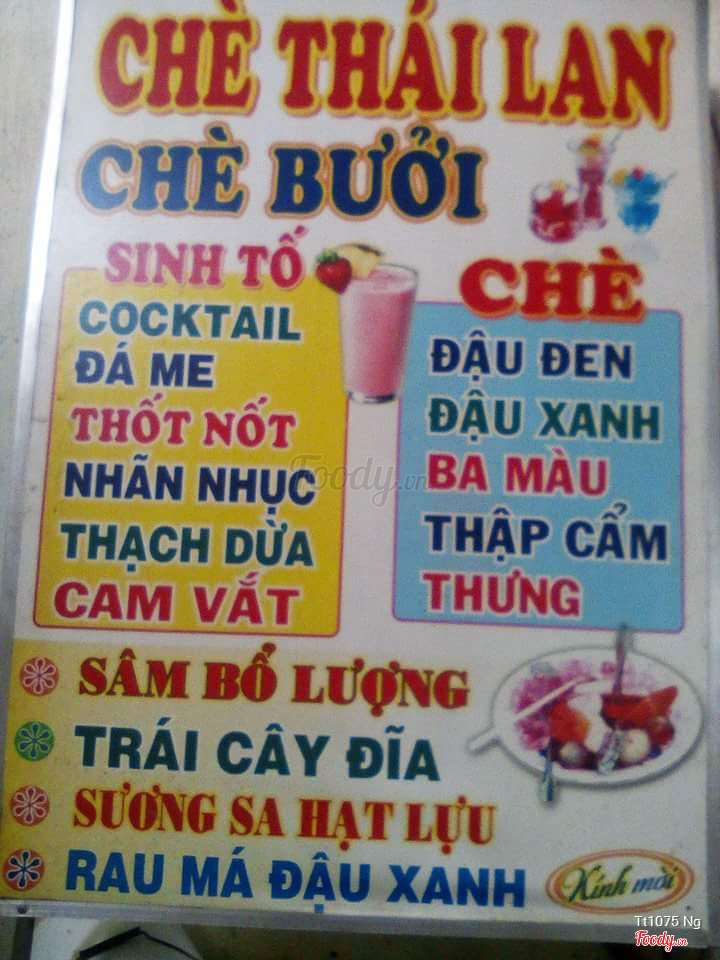 CHÈ THÁI LAN
CHÈ BƯỞI
SINH TỐ
COCKTAIL
ĐÁ ME
THỐT NỐT
NHÃN NHỤC
THẠCH DỪA
CAM VẮT
CHÈ
ĐẬU ĐEN
ĐẬU XANH
BA MÀU
THẬP CẨM
THƯNG
SÂM BỔ LƯỢNG
TRÁI CÂY ĐĨA
SƯƠNG SA HẠT LỰU
RAU MÁ ĐẬU XANH
Kính mời
Foody.vn
Tt1075 Ng
Foody.vn